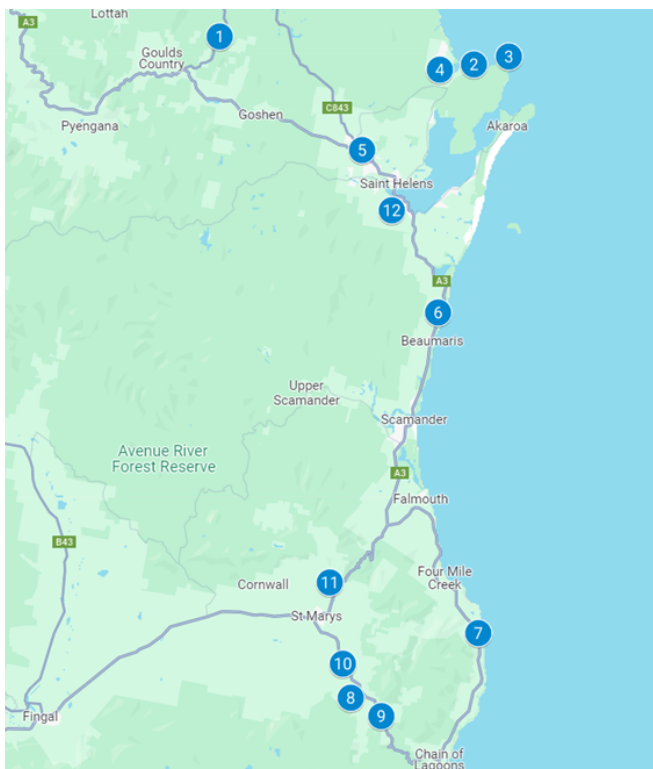 A3
Lottah
1
Goulds
Country
3
2
4
C843
Goshen
Pyengana
Akaroa
5
Saint Helens
12
A3
6
Beaumaris
Upper
Scamander
Scamander
Avenue River
Forest Reserve
A3
Falmouth
B43
Four Mile
Creek
Cornwall
11
St Marys
7
10
8
9
Fingal
Chain of
Lagoons